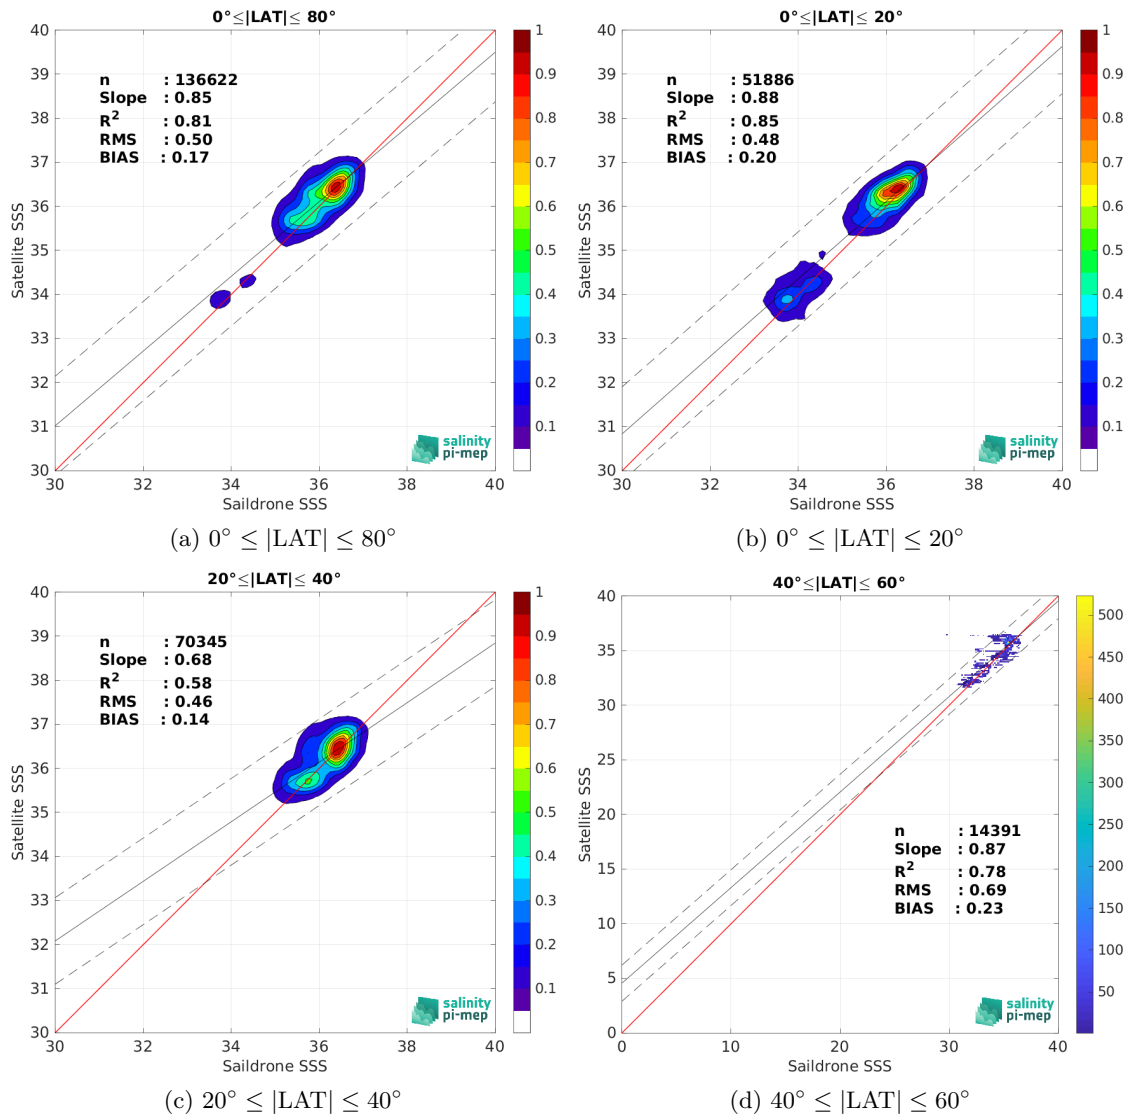 0°≤|LAT|≤ 80°
40
39
38
37
36
35
34
33
32
31
30
30 32 34 36 38 40
Satellite SSS
Saildrone SSS
n : 136622
Slope : 0.85
R² : 0.81
RMS : 0.50
BIAS : 0.17
1
0.9
0.8
0.7
0.6
0.5
0.4
0.3
0.2
0.1
salinity
pi-mep
(a) 0° ≤ |LAT| ≤ 80°
0°≤|LAT|≤ 20°
40
39
38
37
36
35
34
33
32
31
30
30 32 34 36 38 40
Satellite SSS
Saildrone SSS
n : 51886
Slope : 0.88
R² : 0.85
RMS : 0.48
BIAS : 0.20
1
0.9
0.8
0.7
0.6
0.5
0.4
0.3
0.2
0.1
salinity
pi-mep
(b) 0° ≤ |LAT| ≤ 20°
20°≤|LAT|≤ 40°
40
39
38
37
36
35
34
33
32
31
30
30 32 34 36 38 40
Satellite SSS
Saildrone SSS
n : 70345
Slope : 0.68
R² : 0.58
RMS : 0.46
BIAS : 0.14
1
0.9
0.8
0.7
0.6
0.5
0.4
0.3
0.2
0.1
salinity
pi-mep
(c) 20° ≤ |LAT| ≤ 40°
40°≤|LAT|≤ 60°
40
35
30
25
20
15
10
5
0
0 10 20 30 40
Satellite SSS
Saildrone SSS
n : 14391
Slope : 0.87
R² : 0.78
RMS : 0.69
BIAS : 0.23
500
450
400
350
300
250
200
150
100
50
salinity
pi-mep
(d) 40° ≤ |LAT| ≤ 60°